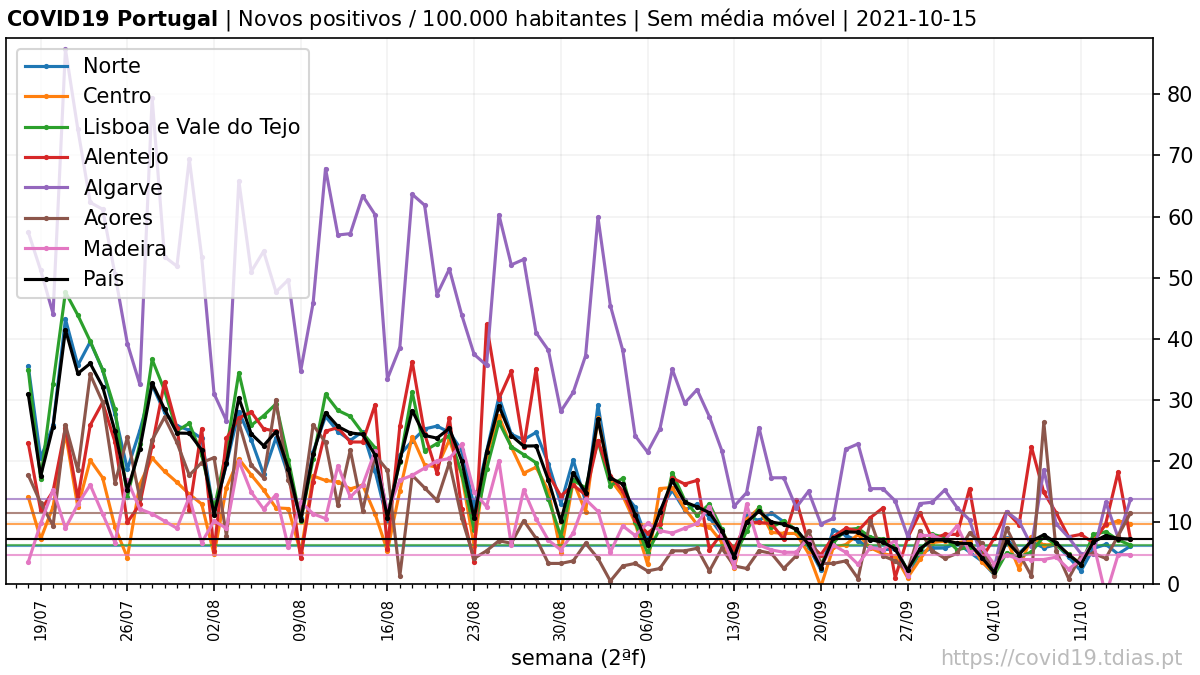 COVID19 Portugal | Novos positivos / 100.000 habitantes | Sem média móvel | 2021-10-15
Norte
Centro
Lisboa e Vale do Tejo
Alentejo
Algarve
Açores
Madeira
País
80
70
60
50
40
30
20
10
0
19/07 26/07 02/08 09/08 16/08 23/08 30/08 06/09 13/09 20/09 27/09 04/10 11/10
semana (2ªf)
https://covid19.tdias.pt